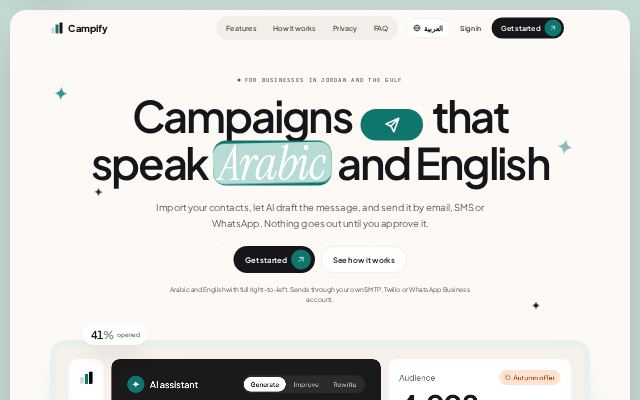 Campify
Features How it works Privacy FAQ العربية Sign in Get started
FOR BUSINESSES IN JORDAN AND THE GULF
Campaigns that
speak Arabic and English
Import your contacts, let AI draft the message, and send it by email, SMS or
WhatsApp. Nothing goes out until you approve it.
Get started See how it works
Arabic and English with full right-to-left. Sends through your own SMTP, Twilio or WhatsApp Business
account.
41% opened
AI assistant Generate Improve Rewrite
Audience Autumn offer